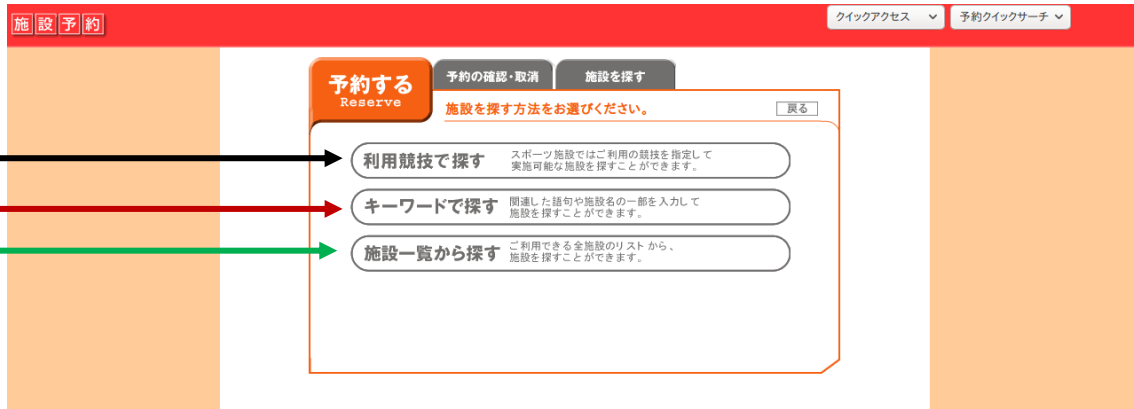 施設予約
クイックアクセス
予約クイックサーチ
予約する
Reserve
予約の確認・取消
施設を探す
施設を探す方法をお選びください。
戻る
利用競技で探す
スポーツ施設ではご利用の競技を指定して
実施可能な施設を探すことができます。
キーワードで探す
関連した語句や施設名の一部を入力して
施設を探すことができます。
施設一覧から探す
ご利用できる全施設のリストから、
施設を探すことができます。